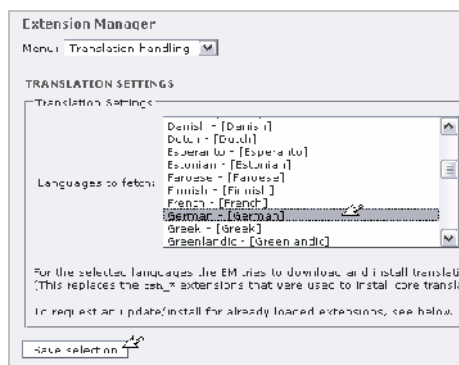 Extension Manager
Menu: Translation Handling
TRANSLATION SETTINGS
Translation Settings
Languages to fetch:
Danish - [Danish]
Dutch - [Dutch]
Esperanto - [Esperanto]
Estonian - [Estonian]
Faroese - [Faroese]
Finnish - [Finnish]
French - [French]
German - [German]
Greek - [Greek]
Greenlandic - [Greenlandic]
For the selected languages the EM tries to download and install translati
(This replaces the csh_* extensions that were used to install core transla
To request an update/install for already loaded extensions, see below.
Save selection